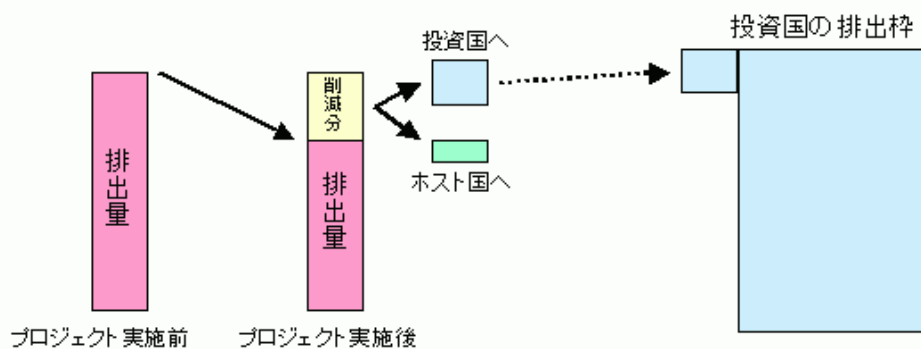 投資国の排出枠
投資国へ
削減分
排出量
排出量
ホスト国へ
プロジェクト実施前
プロジェクト実施後